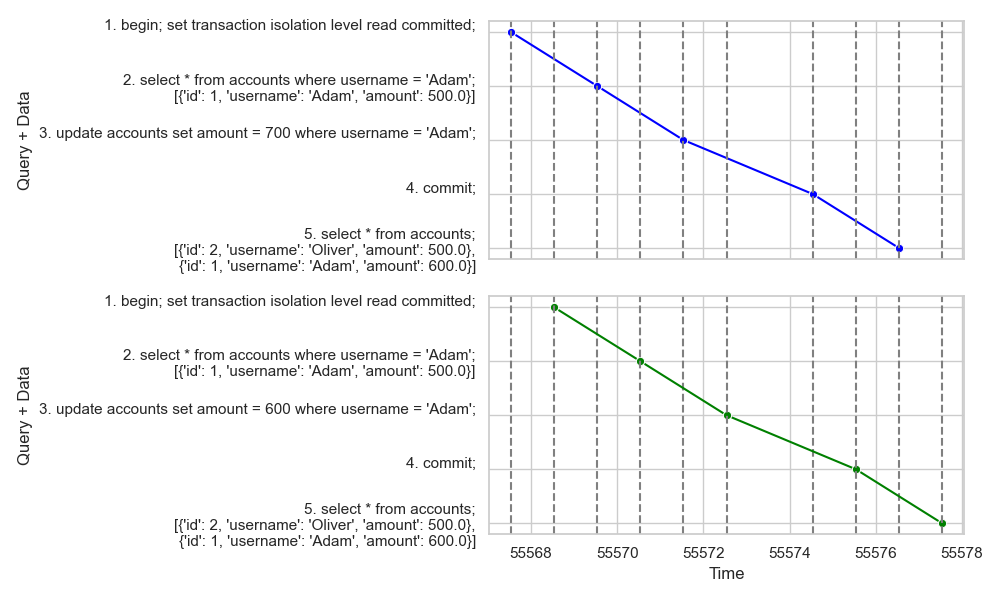 1. begin; set transaction isolation level read committed;
2. select * from accounts where username = 'Adam';
[{'id': 1, 'username': 'Adam', 'amount': 500.0}]
3. update accounts set amount = 700 where username = 'Adam';
4. commit;
5. select * from accounts;
[{'id': 2, 'username': 'Oliver', 'amount': 500.0},
{'id': 1, 'username': 'Adam', 'amount': 600.0}]
Query + Data
1. begin; set transaction isolation level read committed;
2. select * from accounts where username = 'Adam';
[{'id': 1, 'username': 'Adam', 'amount': 500.0}]
3. update accounts set amount = 600 where username = 'Adam';
4. commit;
5. select * from accounts;
[{'id': 2, 'username': 'Oliver', 'amount': 500.0},
{'id': 1, 'username': 'Adam', 'amount': 600.0}]
Query + Data
55568 55570 55572 55574 55576 55578
Time